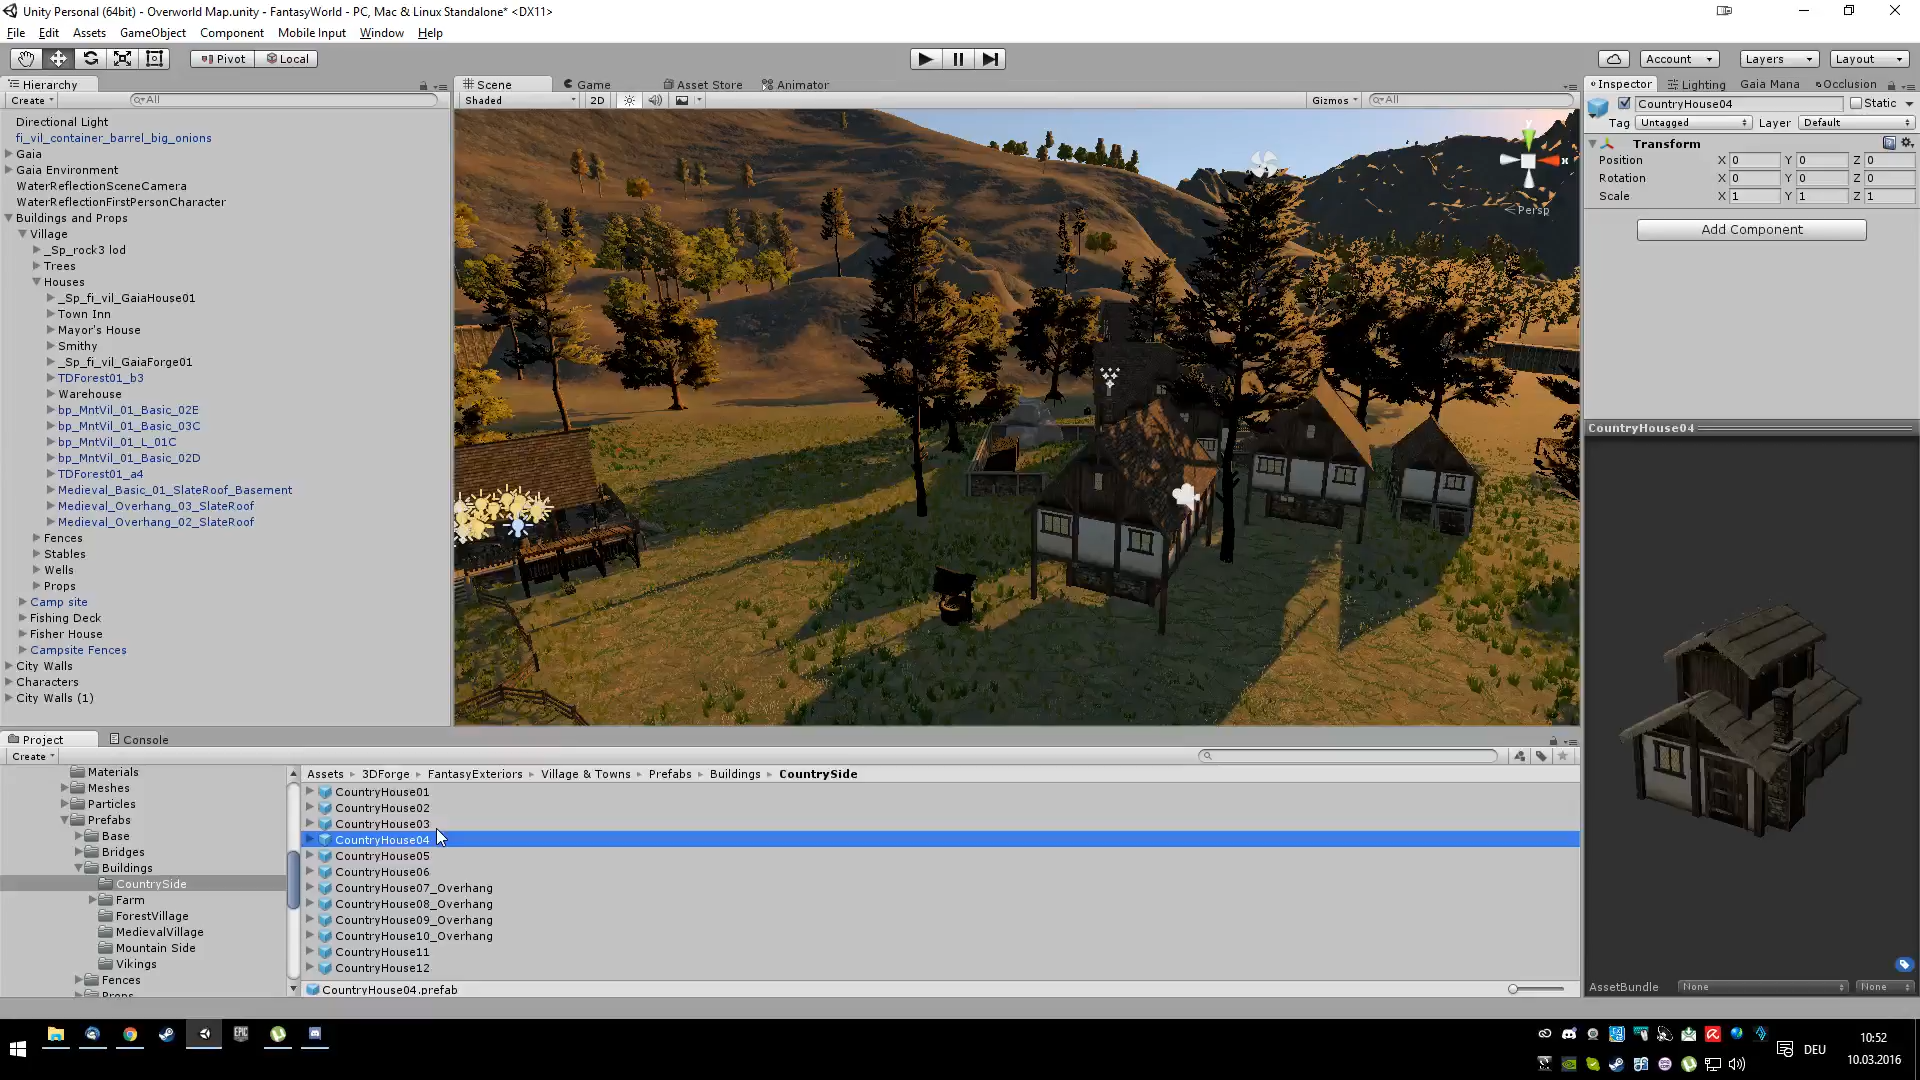 Unity Personal (64bit) - Overworld Map.unity - FantasyWorld - PC, Mac & Linux Standalone* <DX11>
File Edit Assets GameObject Component Mobile Input Window Help
Pivot Local Account Layers Layout
Hierarchy
Create All
Directional Light
fi_vil_container_barrel_big_onions
Gaia
Gaia Environment
WaterReflectionSceneCamera
WaterReflectionFirstPersonCharacter
Buildings and Props
Village
_Sp_rock3 lod
Trees
Houses
_Sp_fi_vil_GaiaHouse01
Town Inn
Mayor's House
Smithy
_Sp_fi_vil_GaiaForge01
TDForest01_b3
Warehouse
bp_MntVil_01_Basic_02E
bp_MntVil_01_Basic_03C
bp_MntVil_01_L_01C
bp_MntVil_01_Basic_02D
TDForest01_a4
Medieval_Basic_01_SlateRoof_Basement
Medieval_Overhang_03_SlateRoof
Medieval_Overhang_02_SlateRoof
Fences
Stables
Wells
Props
Camp site
Fishing Deck
Fisher House
Campsite Fences
City Walls
Characters
City Walls (1)
Scene Game Asset Store Animator
Shaded 2D Gizmos All
y
x
Persp
Inspector Lighting Gaia Mana Occlusion
CountryHouse04 Static
Tag Untagged Layer Default
Transform
Position X 0 Y 0 Z 0
Rotation X 0 Y 0 Z 0
Scale X 1 Y 1 Z 1
Add Component
CountryHouse04
AssetBundle None None
Project Console
Create
Materials
Meshes
Particles
Prefabs
Base
Bridges
Buildings
CountrySide
Farm
ForestVillage
MedievalVillage
Mountain Side
Vikings
Fences
Props
Assets 3DForge FantasyExteriors Village & Towns Prefabs Buildings CountrySide
CountryHouse01
CountryHouse02
CountryHouse03
CountryHouse04
CountryHouse05
CountryHouse06
CountryHouse07_Overhang
CountryHouse08_Overhang
CountryHouse09_Overhang
CountryHouse10_Overhang
CountryHouse11
CountryHouse12
CountryHouse04.prefab
EPIC
DEU
10:52
10.03.2016